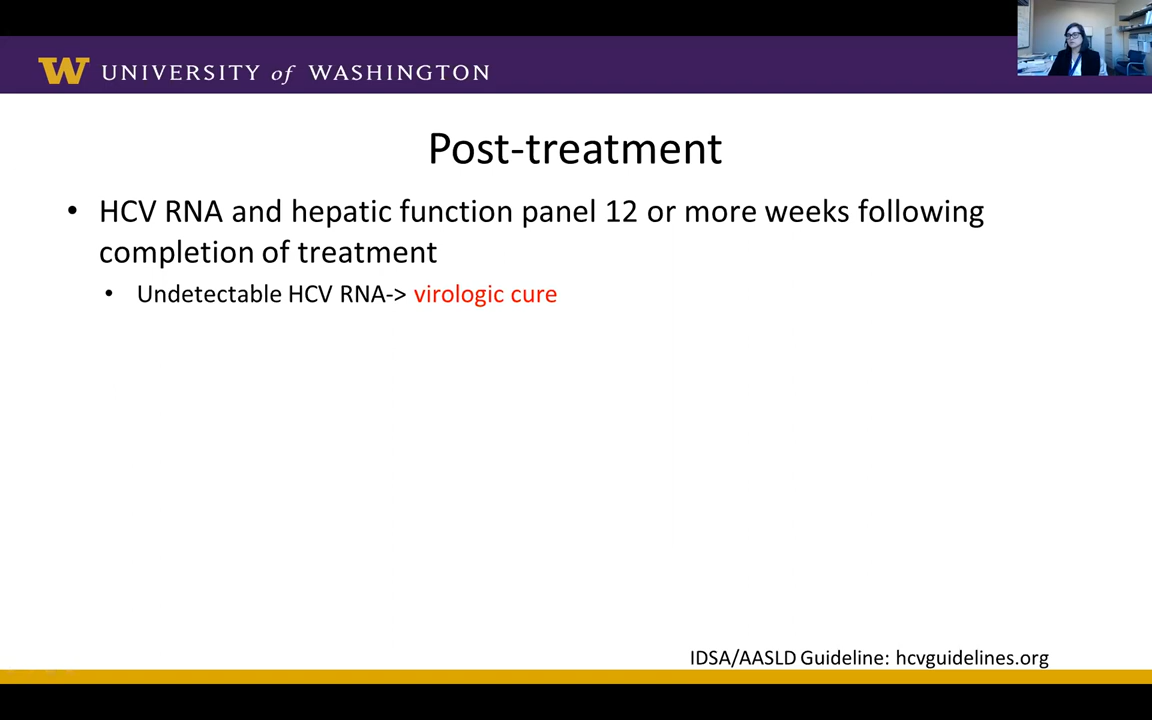 W UNIVERSITY of WASHINGTON
Post-treatment
• HCV RNA and hepatic function panel 12 or more weeks following
completion of treatment
• Undetectable HCV RNA-> virologic cure
IDSA/AASLD Guideline: hcvguidelines.org